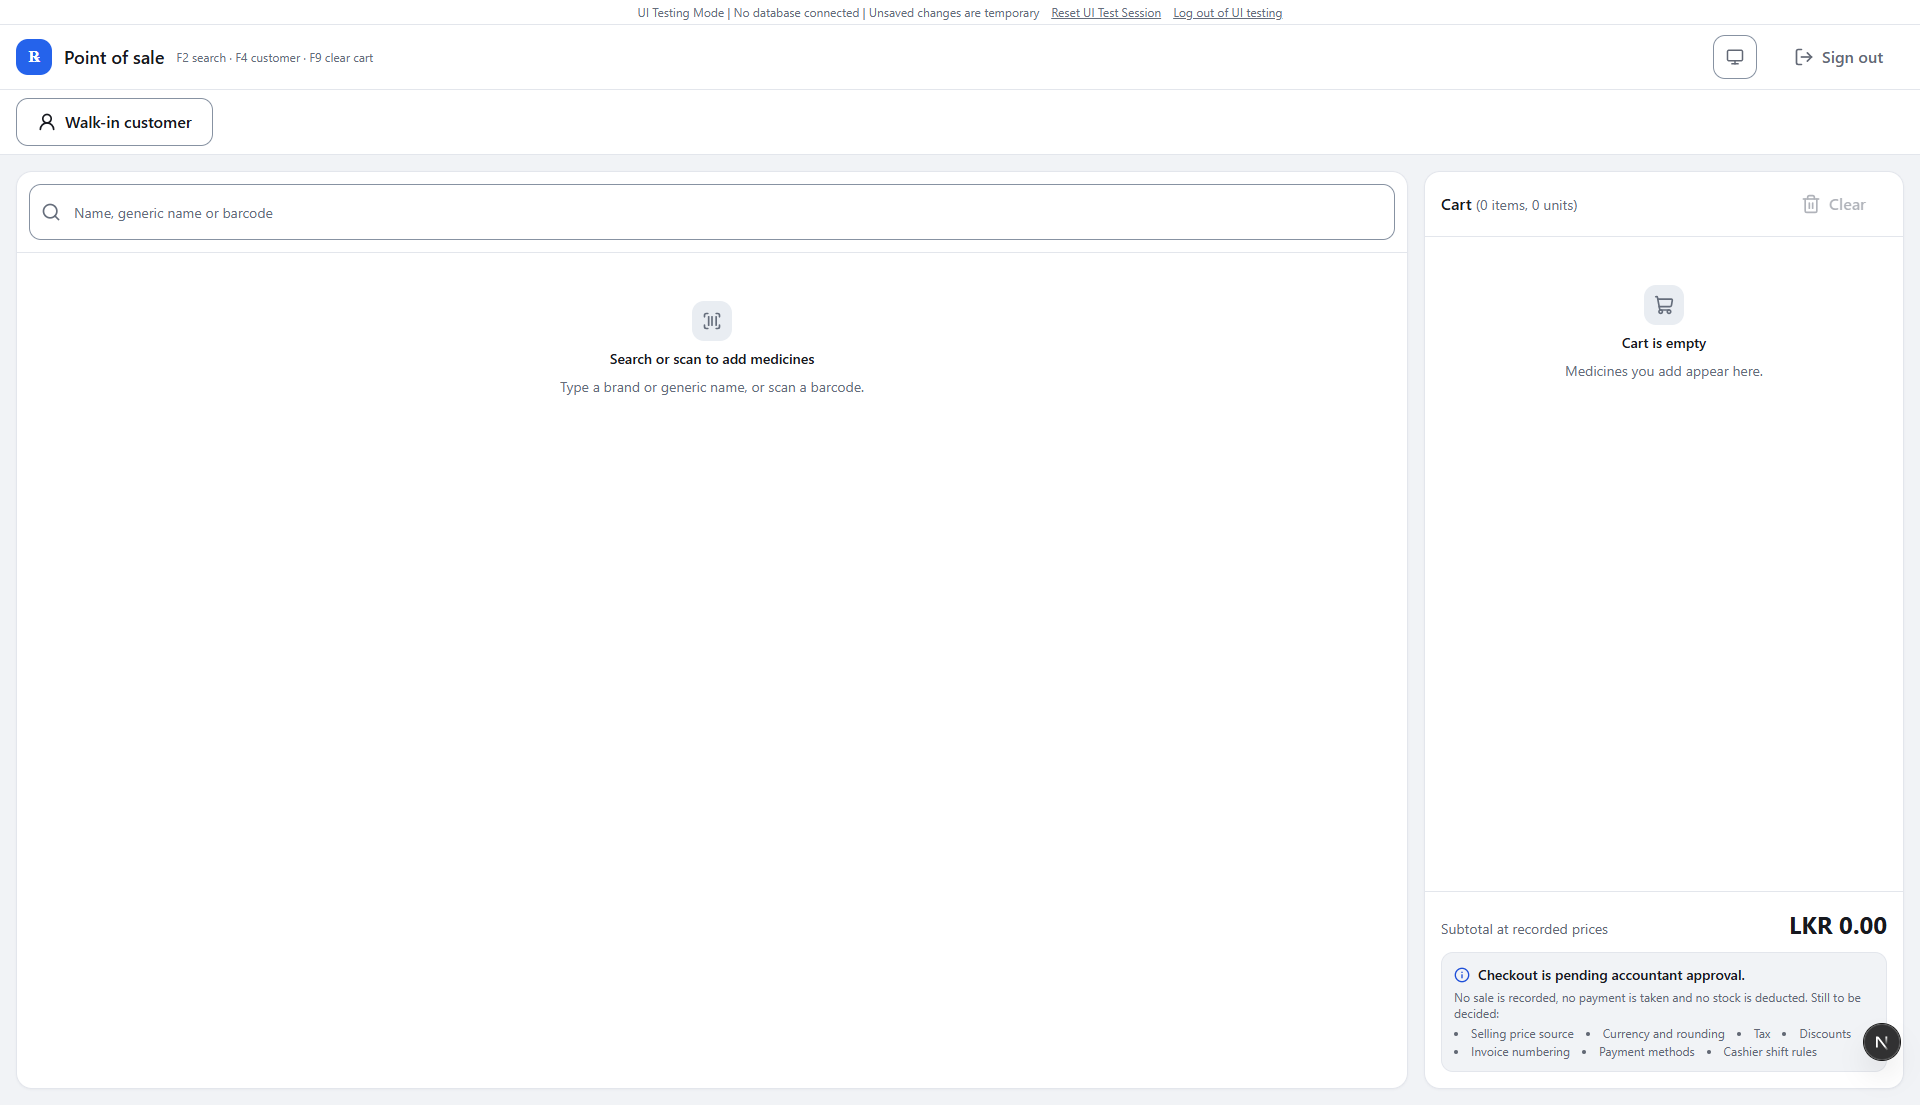 UI Testing Mode | No database connected | Unsaved changes are temporary Reset UI Test Session Log out of UI testing
℞ Point of sale F2 search · F4 customer · F9 clear cart Sign out
Walk-in customer
Name, generic name or barcode
Search or scan to add medicines
Type a brand or generic name, or scan a barcode.
Cart (0 items, 0 units) Clear
Cart is empty
Medicines you add appear here.
Subtotal at recorded prices LKR 0.00
Checkout is pending accountant approval.
No sale is recorded, no payment is taken and no stock is deducted. Still to be
decided:
• Selling price source • Currency and rounding • Tax • Discounts
• Invoice numbering • Payment methods • Cashier shift rules
N